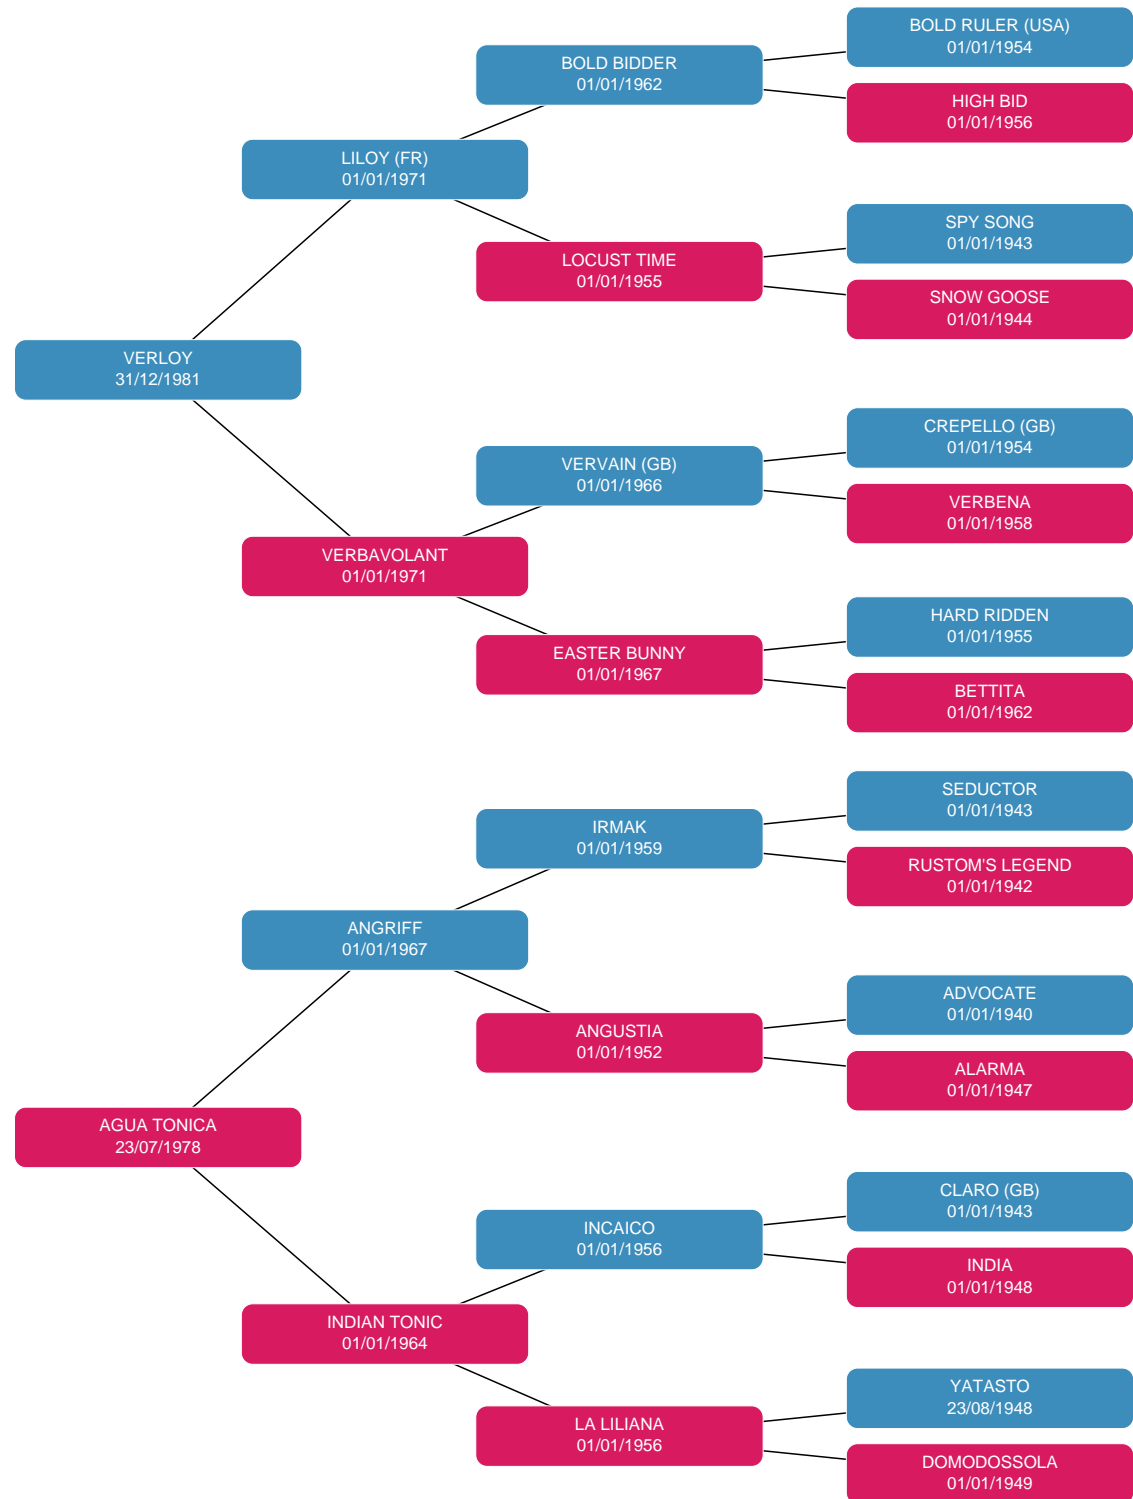 BOLD RULER (USA)
01/01/1954
BOLD BIDDER
01/01/1962
HIGH BID
01/01/1956
LILOY (FR)
01/01/1971
SPY SONG
01/01/1943
LOCUST TIME
01/01/1955
SNOW GOOSE
01/01/1944
VERLOY
31/12/1981
CREPELLO (GB)
01/01/1954
VERVAIN (GB)
01/01/1966
VERBENA
01/01/1958
VERBAVOLANT
01/01/1971
HARD RIDDEN
01/01/1955
EASTER BUNNY
01/01/1967
BETTITA
01/01/1962
SEDUCTOR
01/01/1943
IRMAK
01/01/1959
RUSTOM'S LEGEND
01/01/1942
ANGRIFF
01/01/1967
ADVOCATE
01/01/1940
ANGUSTIA
01/01/1952
ALARMA
01/01/1947
AGUA TONICA
23/07/1978
CLARO (GB)
01/01/1943
INCAICO
01/01/1956
INDIA
01/01/1948
INDIAN TONIC
01/01/1964
YATASTO
23/08/1948
LA LILIANA
01/01/1956
DOMODOSSOLA
01/01/1949